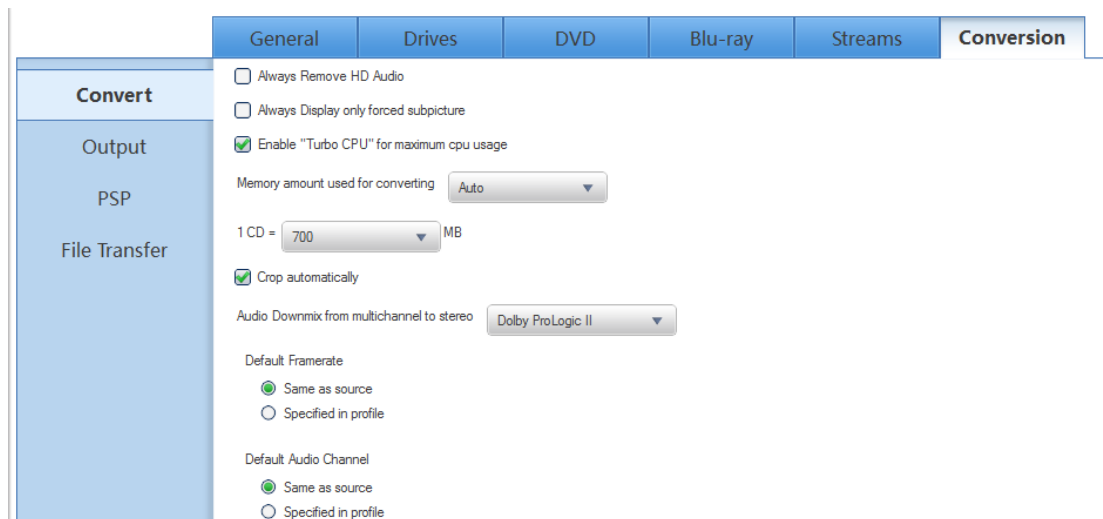 General Drives DVD Blu-ray Streams Conversion
Convert
Output
PSP
File Transfer
Always Remove HD Audio
Always Display only forced subpicture
Enable "Turbo CPU" for maximum cpu usage
Memory amount used for converting Auto
1 CD = 700 MB
Crop automatically
Audio Downmix from multichannel to stereo Dolby ProLogic II
Default Framerate
Same as source
Specified in profile
Default Audio Channel
Same as source
Specified in profile